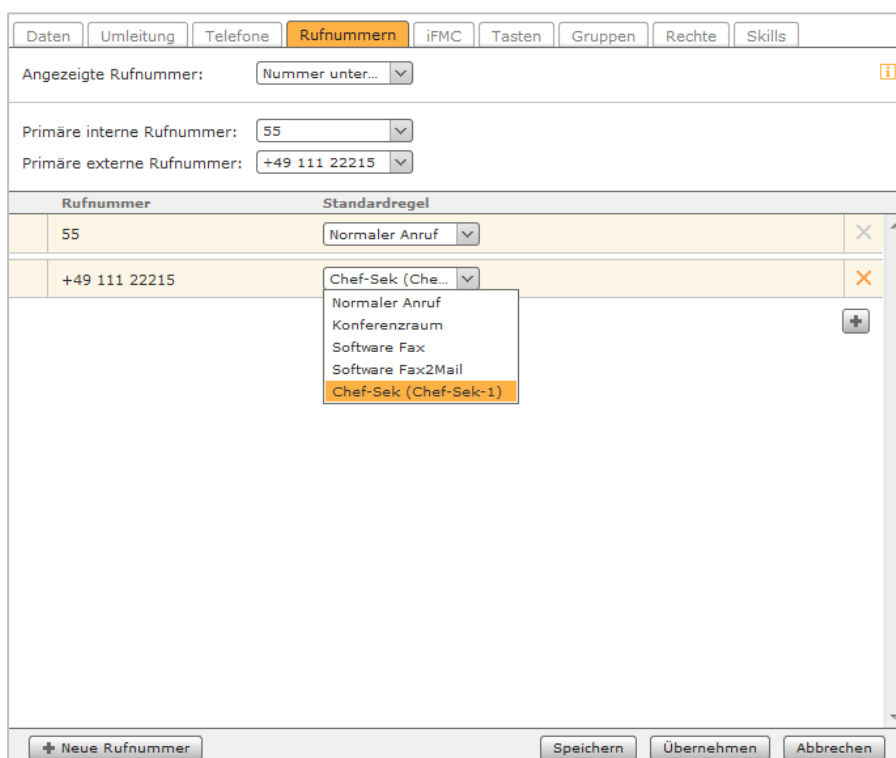 Daten Umleitung Telefone Rufnummern iFMC Tasten Gruppen Rechte Skills
Angezeigte Rufnummer: Nummer unter...
Primäre interne Rufnummer: 55
Primäre externe Rufnummer: +49 111 22215
Rufnummer Standardregel
55 Normaler Anruf
+49 111 22215 Chef-Sek (Che...
Normaler Anruf
Konferenzraum
Software Fax
Software Fax2Mail
Chef-Sek (Chef-Sek-1)
Neue Rufnummer Speichern Übernehmen Abbrechen